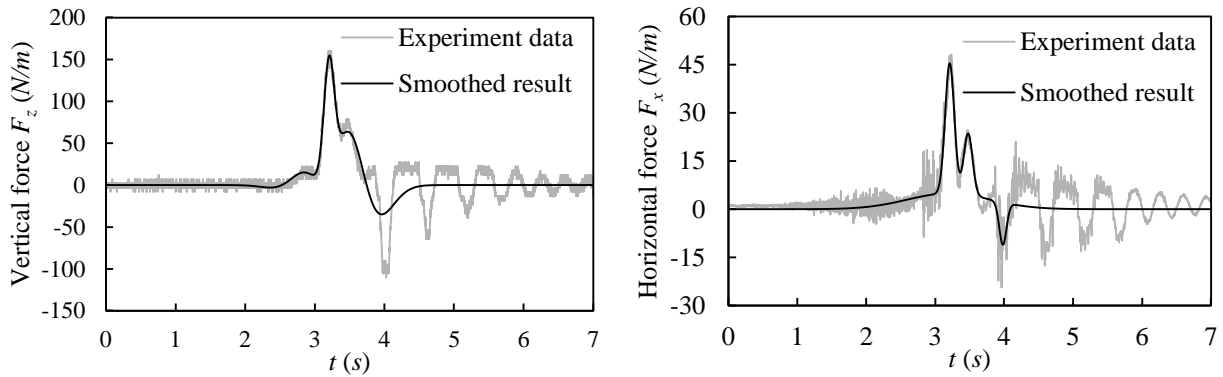 Vertical force F_z (N/m)
200
150
100
50
0
-50
-100
-150
0 1 2 3 4 5 6 7
t (s)
Experiment data
Smoothed result
Horizontal force F_x (N/m)
60
45
30
15
0
-15
-30
0 1 2 3 4 5 6 7
t (s)
Experiment data
Smoothed result